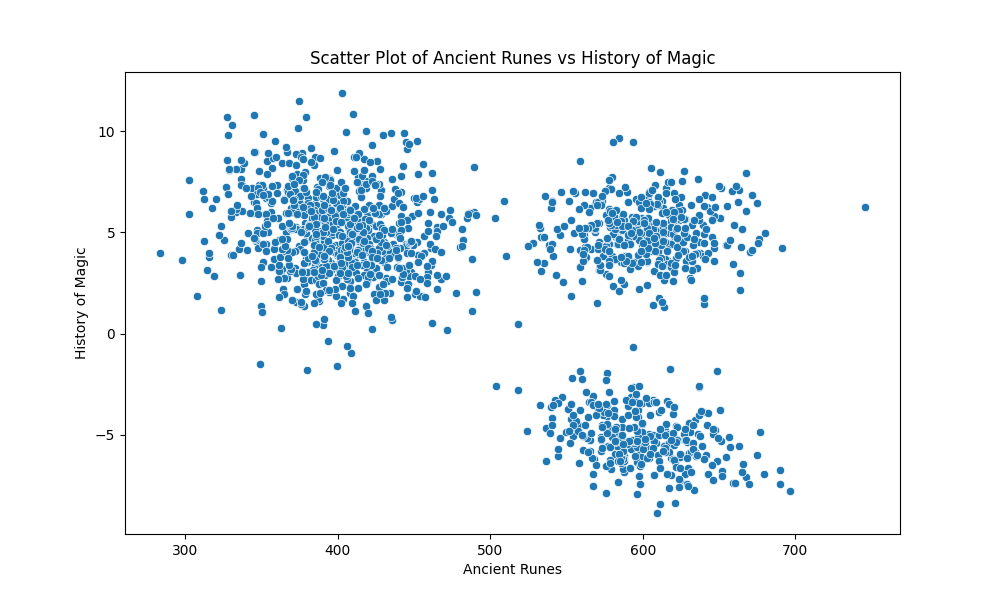 Scatter Plot of Ancient Runes vs History of Magic
10
5
0
−5
History of Magic
300 400 500 600 700
Ancient Runes